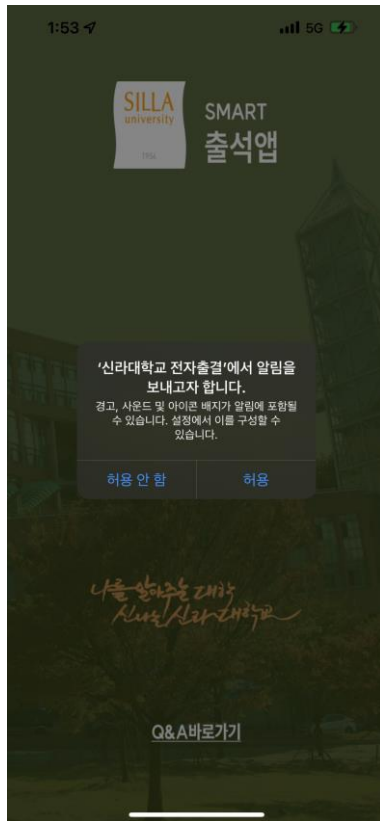 1:53
5G
SILLA
university
1954
SMART
출석앱
'신라대학교 전자출결'에서 알림을
보내고자 합니다.
경고, 사운드 및 아이콘 배지가 알림에 포함될
수 있습니다. 설정에서 이를 구성할 수
있습니다.
허용 안 함
허용
나를 알아주는 대학
신나는 신라대학교
Q&A바로가기